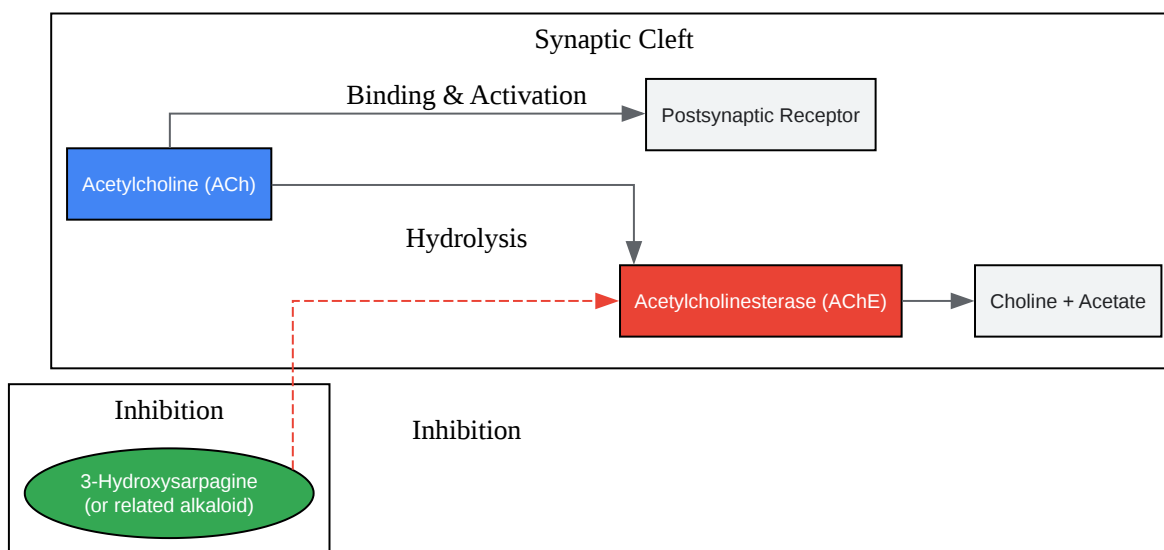 Synaptic Cleft
Binding & Activation
Postsynaptic Receptor
Acetylcholine (ACh)
Hydrolysis
Acetylcholinesterase (AChE)
Choline + Acetate
Inhibition
Inhibition
3-Hydroxysarpagine
(or related alkaloid)